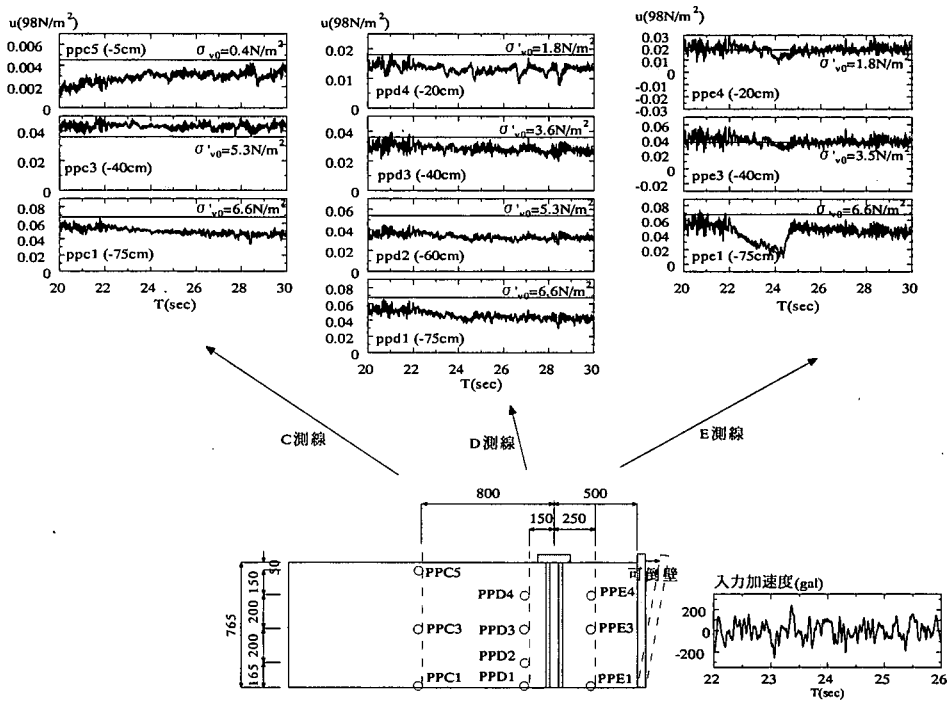 u(98N/m²)
0.006
0.004
0.002
0
ppc5 (-5cm)
σ'v0=0.4N/m²
0.04
0.02
0
ppc3 (-40cm)
σ'v0=5.3N/m²
0.08
0.06
0.04
0.02
0
ppc1 (-75cm)
σ'v0=6.6N/m²
20 22 24 26 28 30
T(sec)
u(98N/m²)
0.02
0.01
0
ppd4 (-20cm)
σ'v0=1.8N/m²
0.04
0.02
0
ppd3 (-40cm)
σ'v0=3.6N/m²
0.06
0.04
0.02
0
ppd2 (-60cm)
σ'v0=5.3N/m²
0.08
0.06
0.04
0.02
0
ppd1 (-75cm)
σ'v0=6.6N/m²
20 22 24 26 28 30
T(sec)
u(98N/m²)
0.03
0.02
0.02
0
-0.01
-0.02
-0.03
ppe4 (-20cm)
σ'v0=1.8N/m²
0.06
0.04
0.02
0
-0.02
ppe3 (-40cm)
σ'v0=3.5N/m²
0.08
0.06
0.04
0.02
0
ppe1 (-75cm)
σ'v0=6.6N/m²
20 22 24 26 28 30
T(sec)
C測線
D測線
E測線
800
500
150
250
765
50
150
200
200
165
PPC5
PPC3
PPC1
PPD4
PPD3
PPD2
PPD1
PPE4
PPE3
PPE1
可倒壁
入力加速度(gal)
200
0
-200
22 23 24 25 26
T(sec)